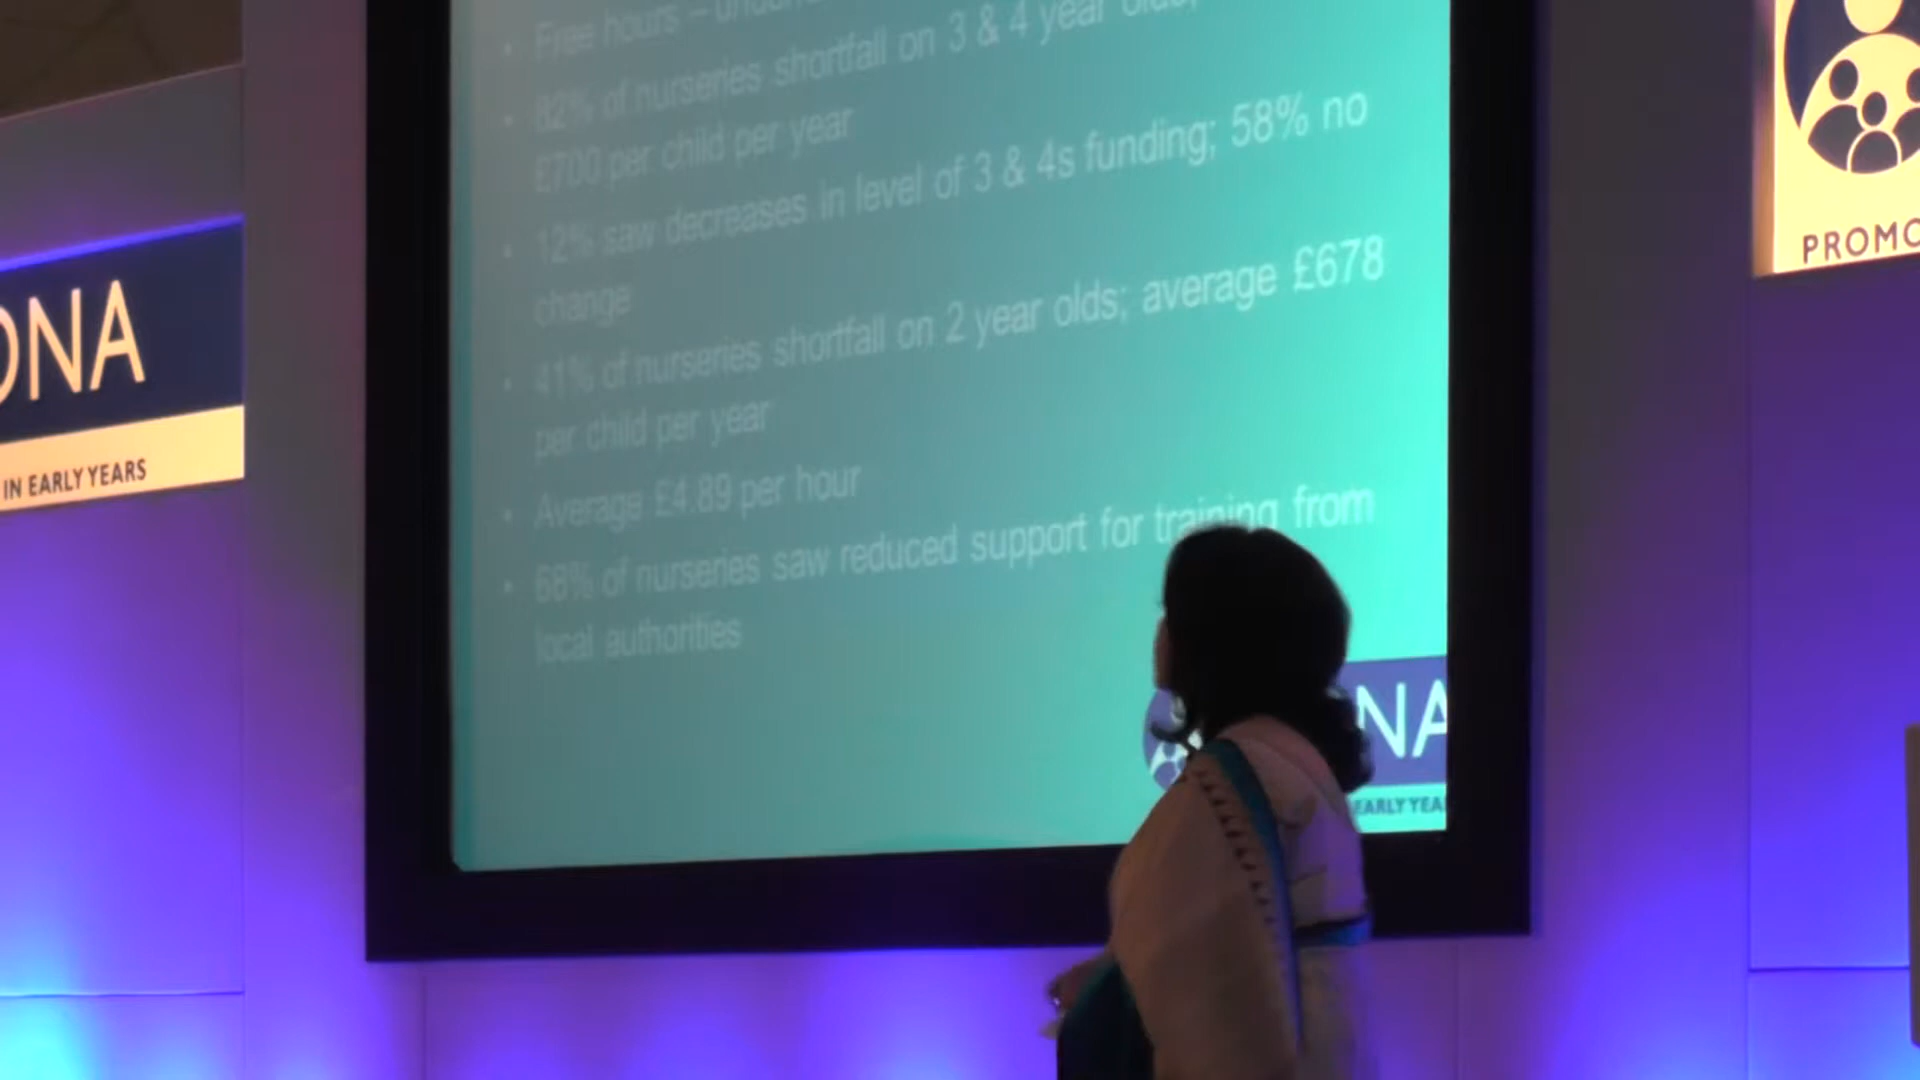 Free hours –
82% of nurseries shortfall on 3 & 4 year olds,
£700 per child per year
12% saw decreases in level of 3 & 4s funding; 58% no
change
41% of nurseries shortfall on 2 year olds; average £678
per child per year
Average £4.89 per hour
68% of nurseries saw reduced support for training from
local authorities
DNA
IN EARLY YEARS
NA
EARLY YEA
PROMO